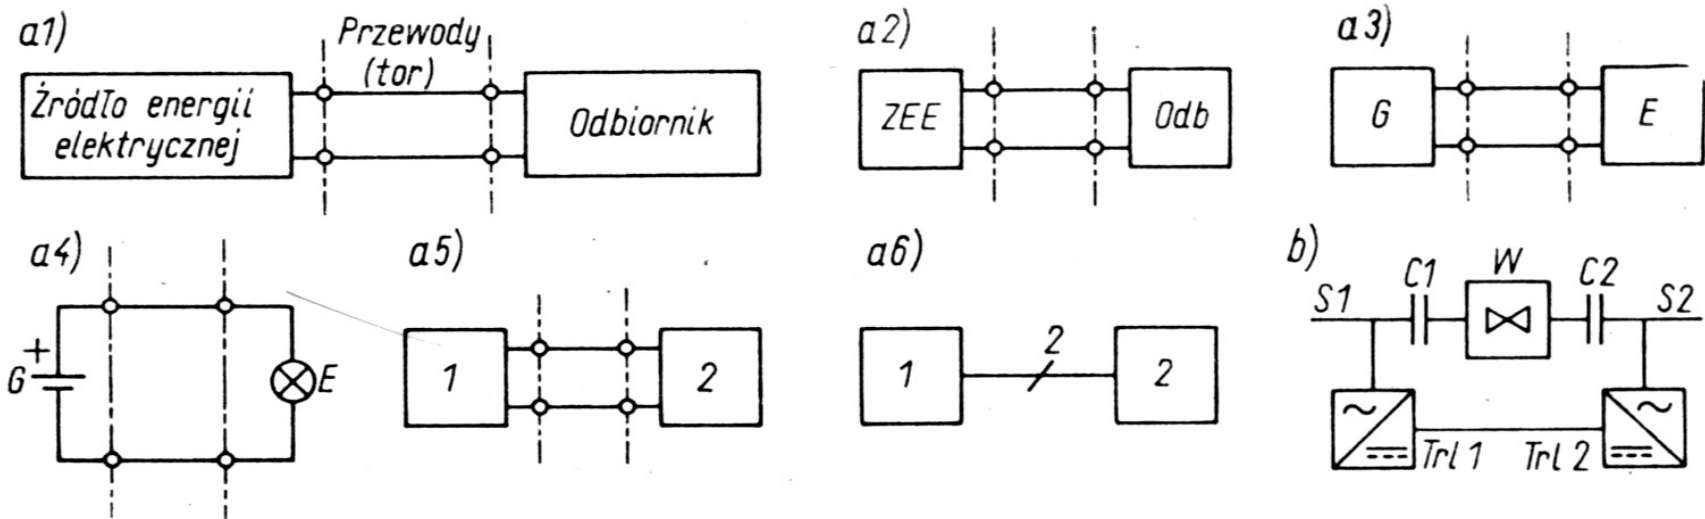 a1)
Przewody
(tor)
Źródło energii
elektrycznej
Odbiornik
a2)
ZEE
Odb
a3)
G
E
a4)
+
G
E
a5)
1
2
a6)
1
2
2
b)
S1
C1
W
C2
S2
~
~
Trl 1
Trl 2